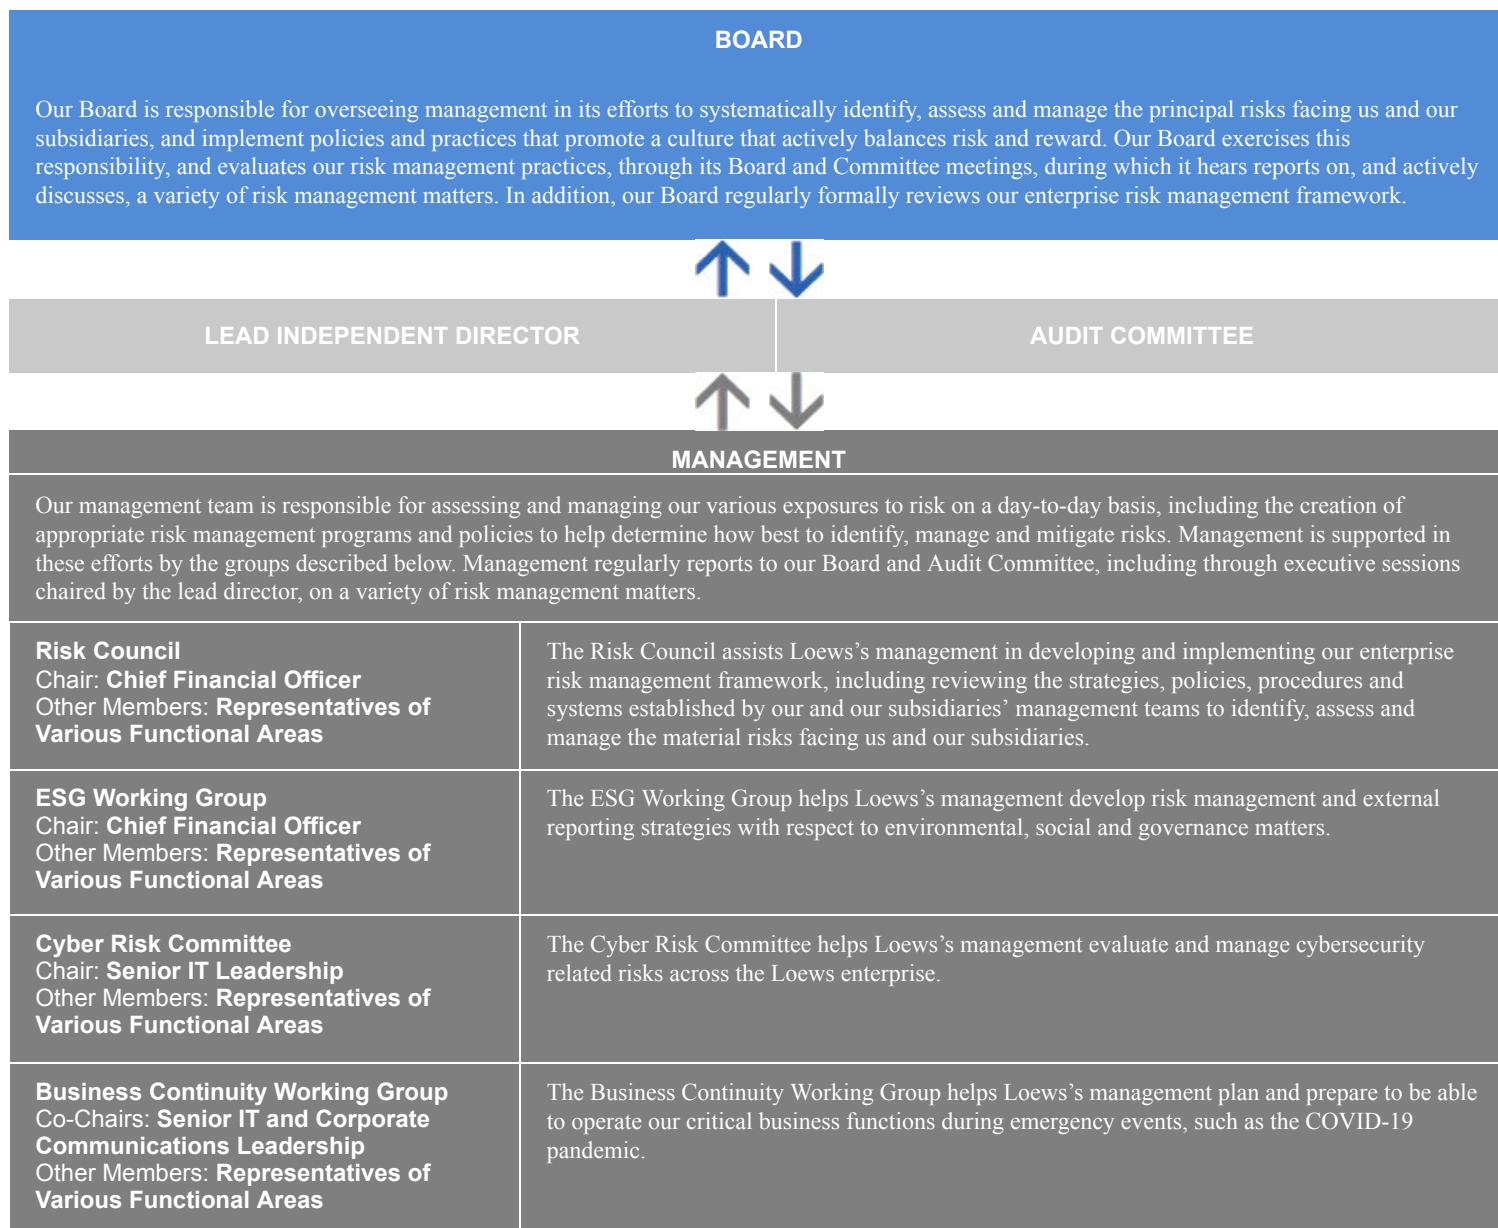 BOARD
Our Board is responsible for overseeing management in its efforts to systematically identify, assess and manage the principal risks facing us and our
subsidiaries, and implement policies and practices that promote a culture that actively balances risk and reward. Our Board exercises this
responsibility, and evaluates our risk management practices, through its Board and Committee meetings, during which it hears reports on, and actively
discusses, a variety of risk management matters. In addition, our Board regularly formally reviews our enterprise risk management framework.
LEAD INDEPENDENT DIRECTOR
AUDIT COMMITTEE
MANAGEMENT
Our management team is responsible for assessing and managing our various exposures to risk on a day-to-day basis, including the creation of
appropriate risk management programs and policies to help determine how best to identify, manage and mitigate risks. Management is supported in
these efforts by the groups described below. Management regularly reports to our Board and Audit Committee, including through executive sessions
chaired by the lead director, on a variety of risk management matters.
Risk Council
Chair: Chief Financial Officer
Other Members: Representatives of
Various Functional Areas
The Risk Council assists Loews’s management in developing and implementing our enterprise
risk management framework, including reviewing the strategies, policies, procedures and
systems established by our and our subsidiaries’ management teams to identify, assess and
manage the material risks facing us and our subsidiaries.
ESG Working Group
Chair: Chief Financial Officer
Other Members: Representatives of
Various Functional Areas
The ESG Working Group helps Loews’s management develop risk management and external
reporting strategies with respect to environmental, social and governance matters.
Cyber Risk Committee
Chair: Senior IT Leadership
Other Members: Representatives of
Various Functional Areas
The Cyber Risk Committee helps Loews’s management evaluate and manage cybersecurity
related risks across the Loews enterprise.
Business Continuity Working Group
Co-Chairs: Senior IT and Corporate
Communications Leadership
Other Members: Representatives of
Various Functional Areas
The Business Continuity Working Group helps Loews’s management plan and prepare to be able
to operate our critical business functions during emergency events, such as the COVID-19
pandemic.